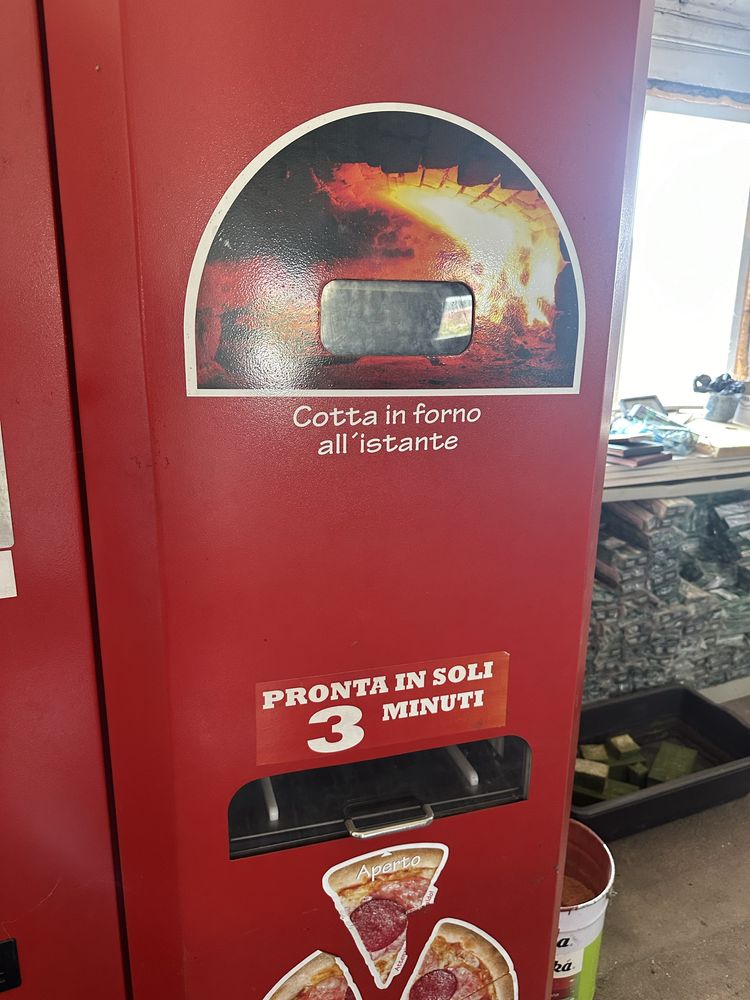 Cotta in forno
all´istante
PRONTA IN SOLI
3 MINUTI
Aperto